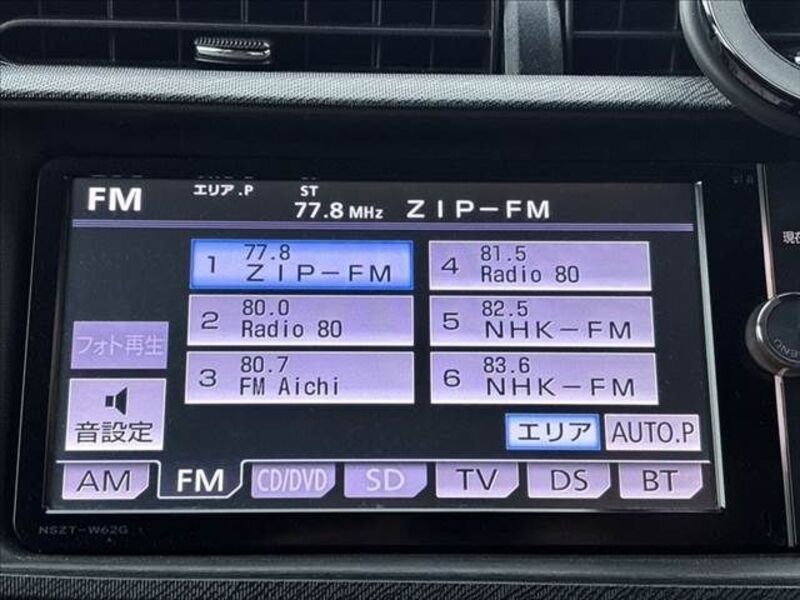 FM エリア.P ST
77.8 MHz ZIP-FM
1 77.8 ZIP-FM
2 80.0 Radio 80
3 80.7 FM Aichi
4 81.5 Radio 80
5 82.5 NHK-FM
6 83.6 NHK-FM
フォト再生
音設定
エリア AUTO.P
AM FM CD/DVD SD TV DS BT
NSZT-W62G
現在
MENU